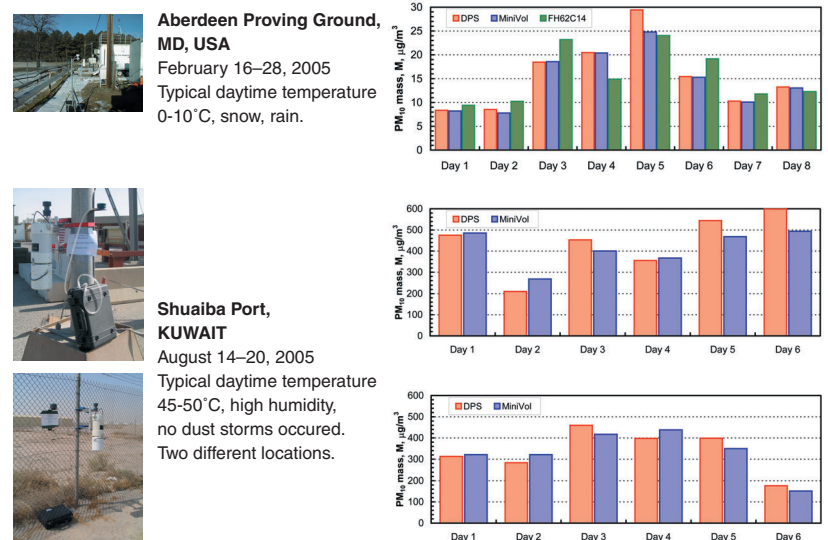 Aberdeen Proving Ground,
MD, USA
February 16–28, 2005
Typical daytime temperature
0-10˚C, snow, rain.
PM10 mass, M, μg/m3
30
25
20
15
10
5
0
DPS MiniVol FH62C14
Day 1 Day 2 Day 3 Day 4 Day 5 Day 6 Day 7 Day 8
Shuaiba Port,
KUWAIT
August 14–20, 2005
Typical daytime temperature
45-50˚C, high humidity,
no dust storms occured.
Two different locations.
PM10 mass, M, μg/m3
600
500
400
300
200
100
0
DPS MiniVol
Day 1 Day 2 Day 3 Day 4 Day 5 Day 6
PM10 mass, M, μg/m3
600
500
400
300
200
100
0
DPS MiniVol
Day 1 Day 2 Day 3 Day 4 Day 5 Day 6